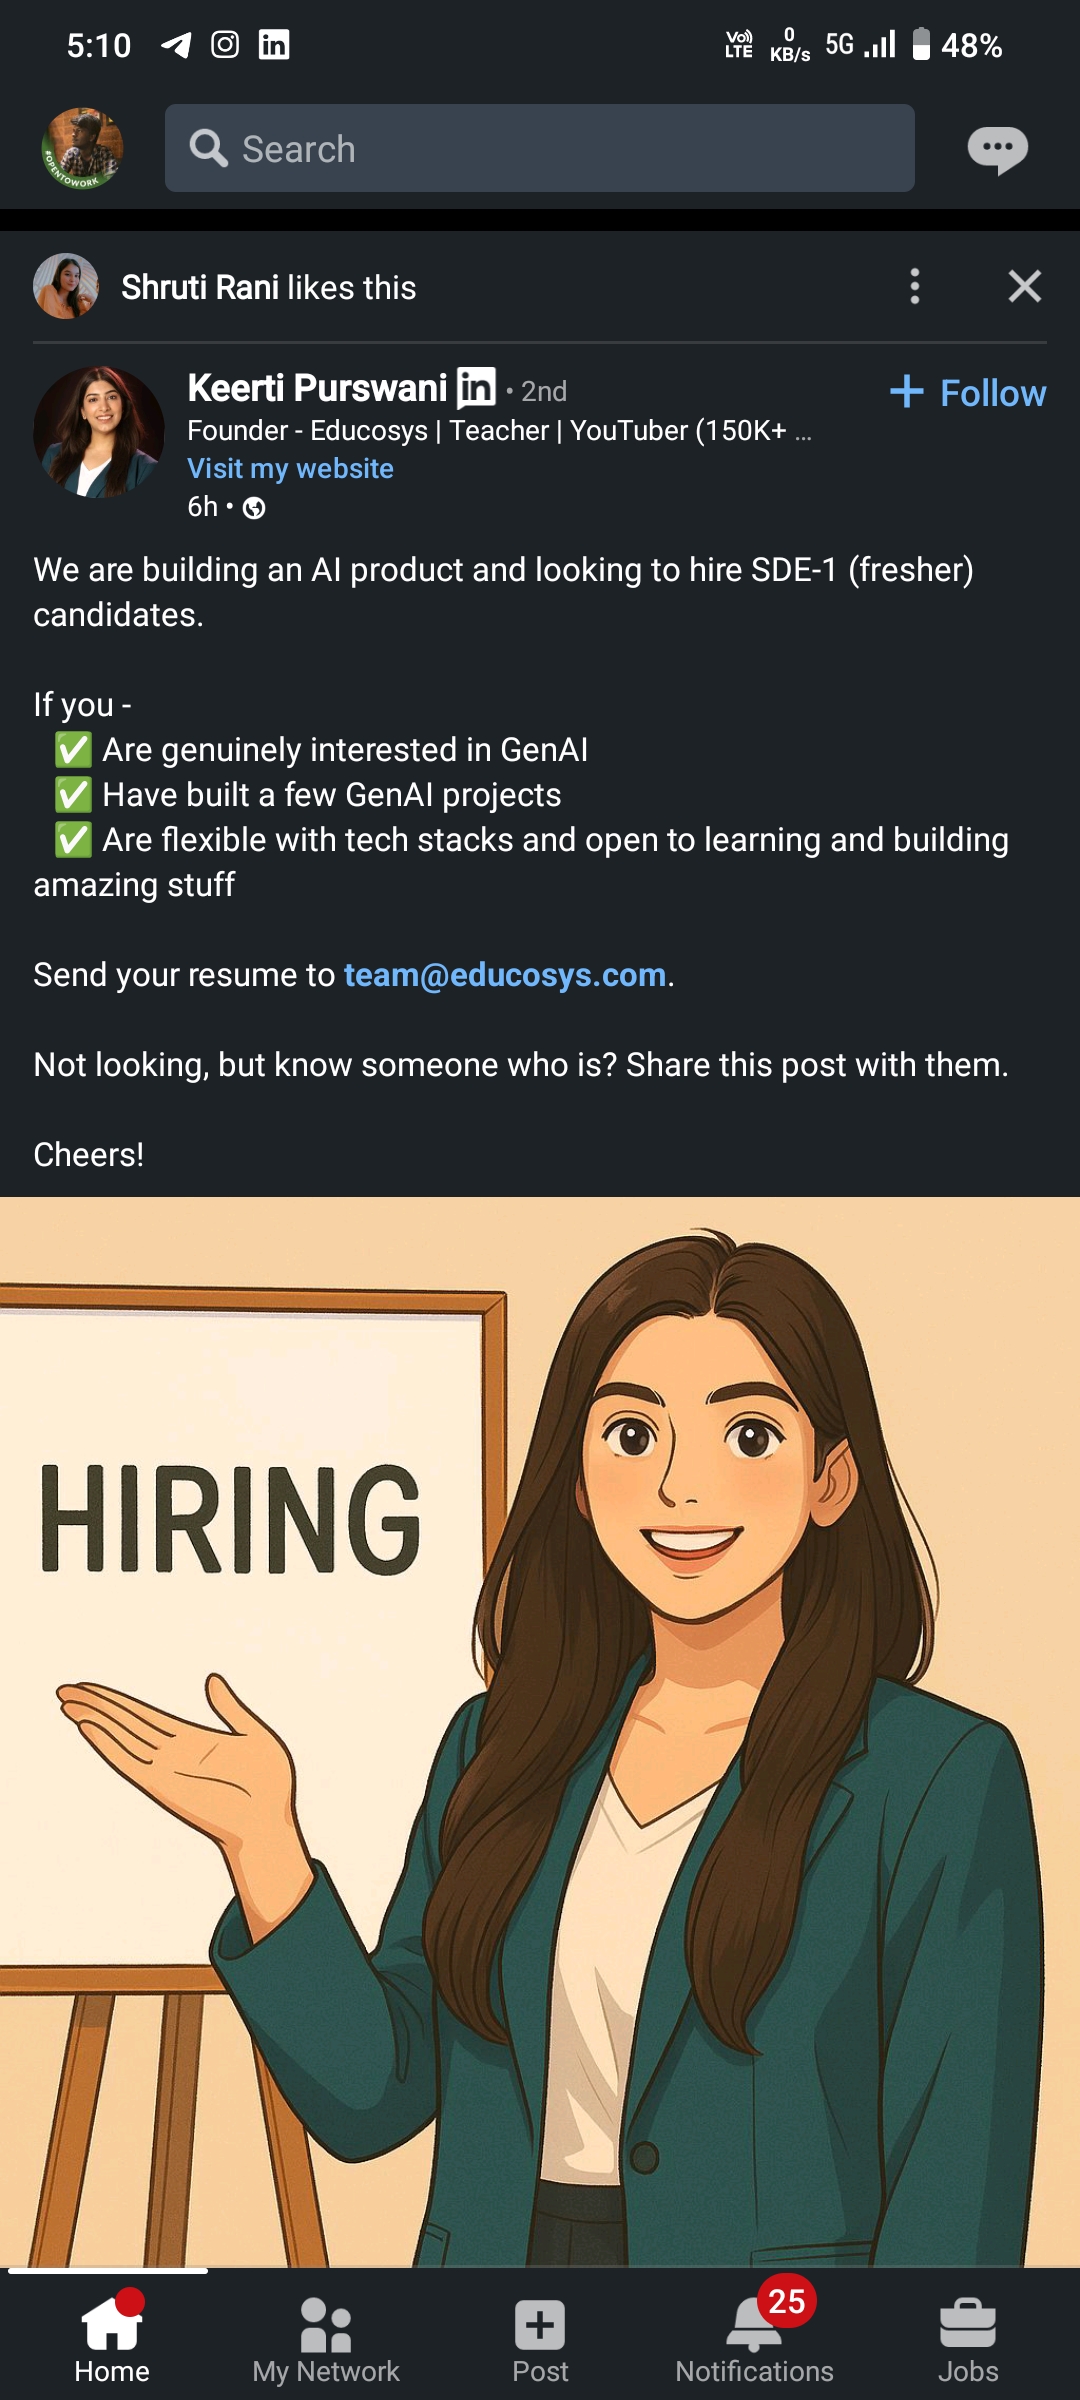 5:10
Vo)) LTE
0 KB/s
5G
48%
#OPENTOWORK
Search
Shruti Rani likes this
Keerti Purswani in • 2nd
+ Follow
Founder - Educosys | Teacher | YouTuber (150K+ ...
Visit my website
6h •
We are building an AI product and looking to hire SDE-1 (fresher)
candidates.
If you -
✅ Are genuinely interested in GenAI
✅ Have built a few GenAI projects
✅ Are flexible with tech stacks and open to learning and building
amazing stuff
Send your resume to team@educosys.com.
Not looking, but know someone who is? Share this post with them.
Cheers!
HIRING
25
Home
My Network
Post
Notifications
Jobs